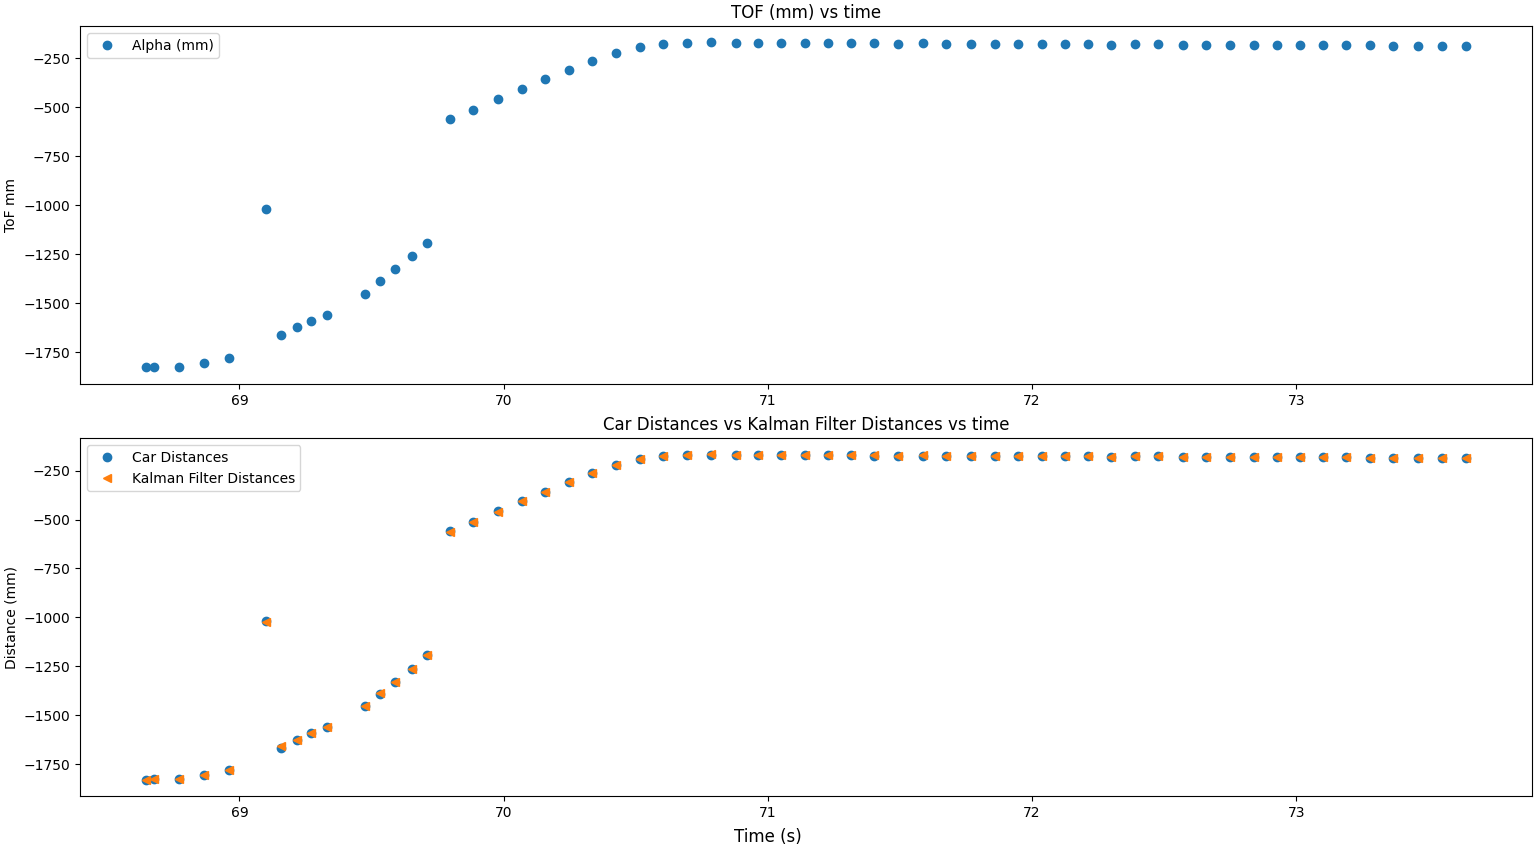 TOF (mm) vs time
Alpha (mm)
ToF mm
−250
−500
−750
−1000
−1250
−1500
−1750
69 70 71 72 73
Car Distances vs Kalman Filter Distances vs time
Car Distances
Kalman Filter Distances
Distance (mm)
−250
−500
−750
−1000
−1250
−1500
−1750
69 70 71 72 73
Time (s)